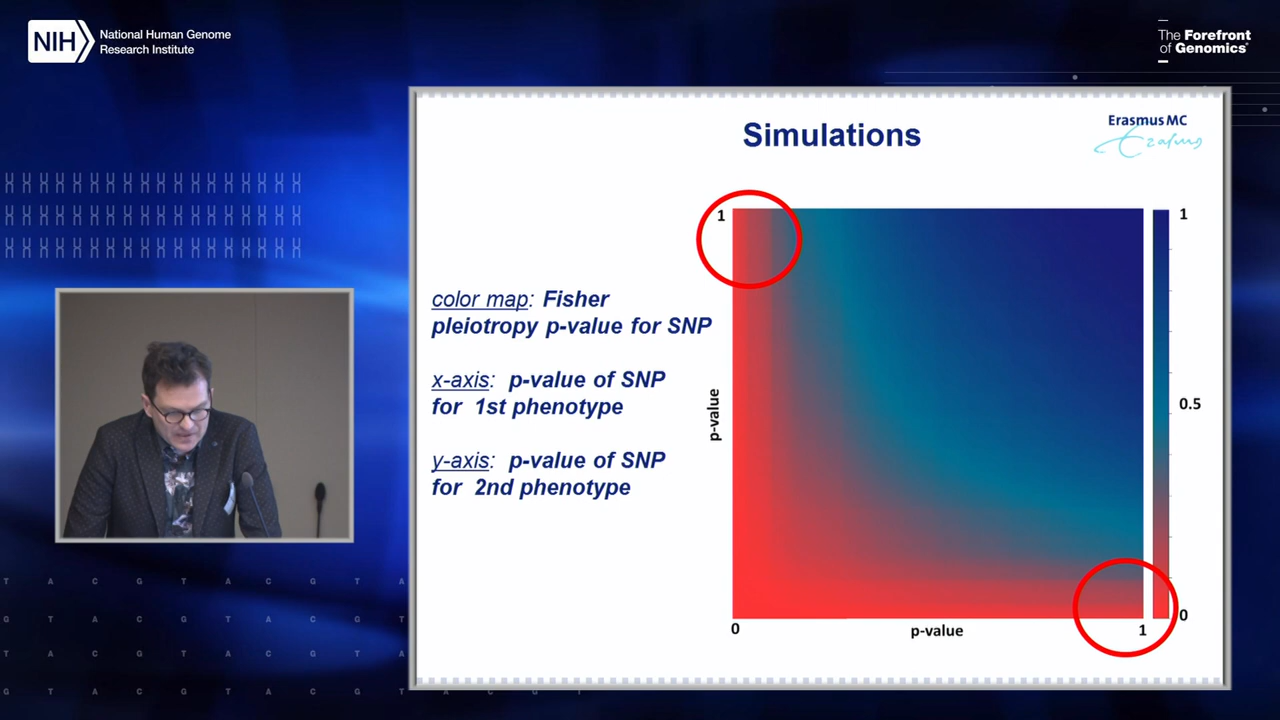 NIH
National Human Genome
Research Institute
The Forefront
of Genomics®
Simulations
Erasmus MC
Erasmus
color map: Fisher
pleiotropy p-value for SNP
x-axis: p-value of SNP
for 1st phenotype
y-axis: p-value of SNP
for 2nd phenotype
1
p-value
0
p-value
1
1
0.5
0
T A C G T A C G T A
G T A C G T A C G T
T A C G T A C G T A
G T A C G T A C G T A C G T